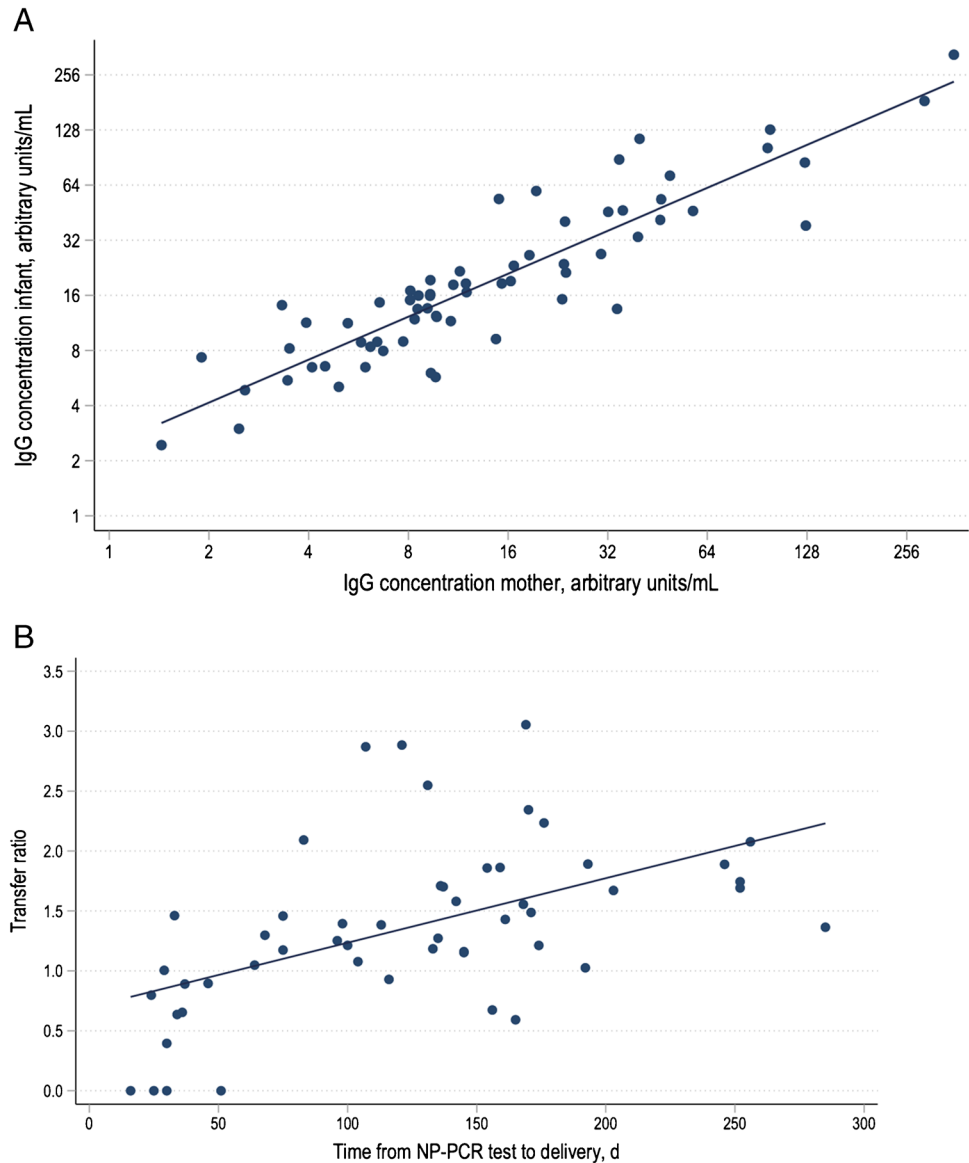 A
IgG concentration infant, arbitrary units/mL
256
128
64
32
16
8
4
2
1
1 2 4 8 16 32 64 128 256
IgG concentration mother, arbitrary units/mL
B
Transfer ratio
3.5
3.0
2.5
2.0
1.5
1.0
0.5
0.0
0 50 100 150 200 250 300
Time from NP-PCR test to delivery, d